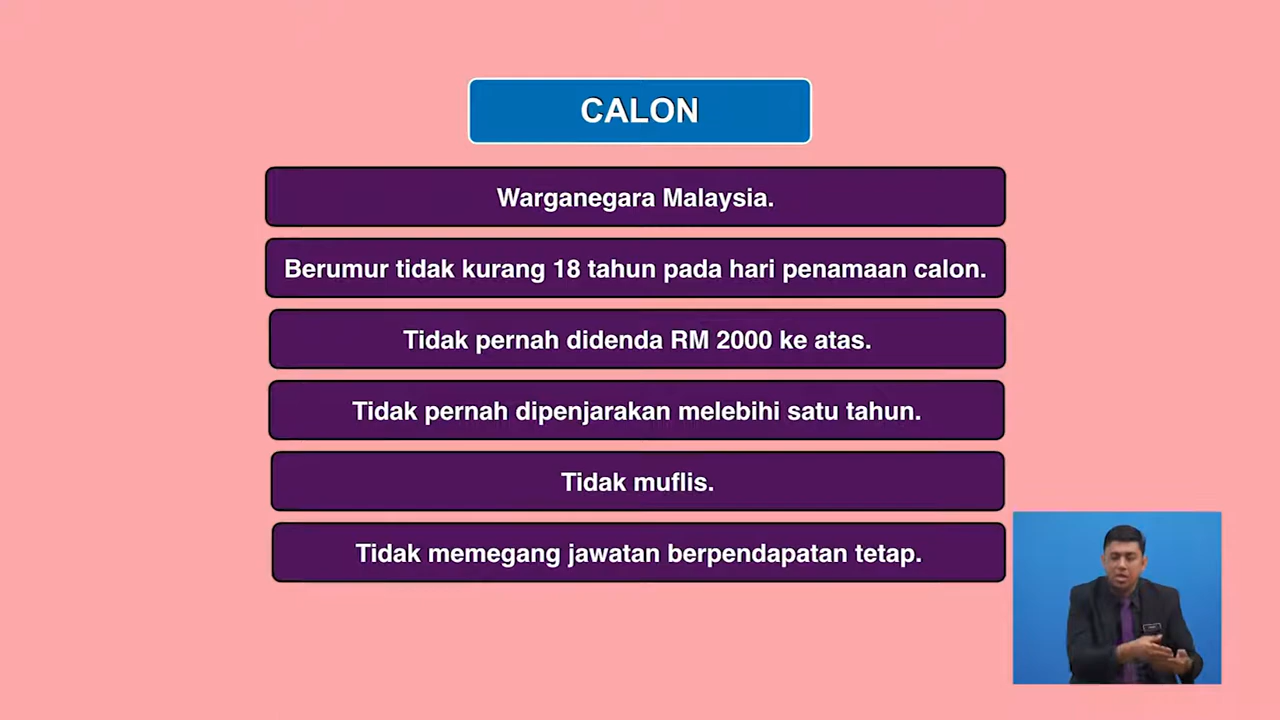 CALON
Warganegara Malaysia.
Berumur tidak kurang 18 tahun pada hari penamaan calon.
Tidak pernah didenda RM 2000 ke atas.
Tidak pernah dipenjarakan melebihi satu tahun.
Tidak muflis.
Tidak memegang jawatan berpendapatan tetap.